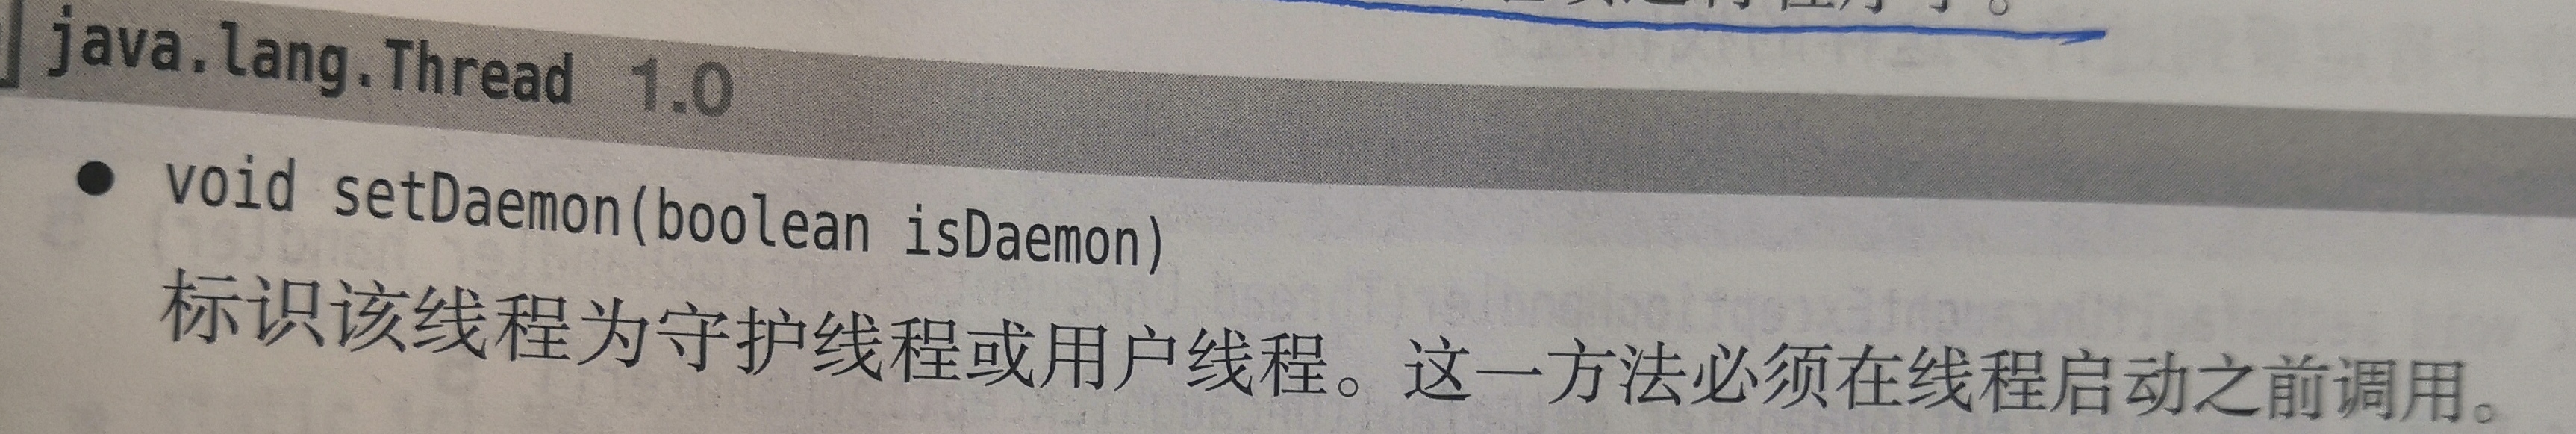 java.lang.Thread 1.0
● void setDaemon(boolean isDaemon)
标识该线程为守护线程或用户线程。这一方法必须在线程启动之前调用。